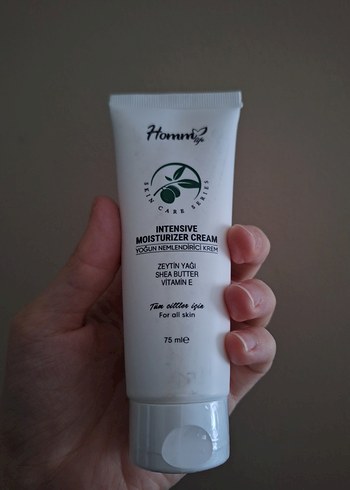 Homm life
SKIN CARE SERIES
INTENSIVE
MOISTURIZER CREAM
YOĞUN NEMLENDİRİCİ KREM
ZEYTİN YAĞI
SHEA BUTTER
VİTAMİN E
Tüm ciltler için
For all skin
75 ml℮